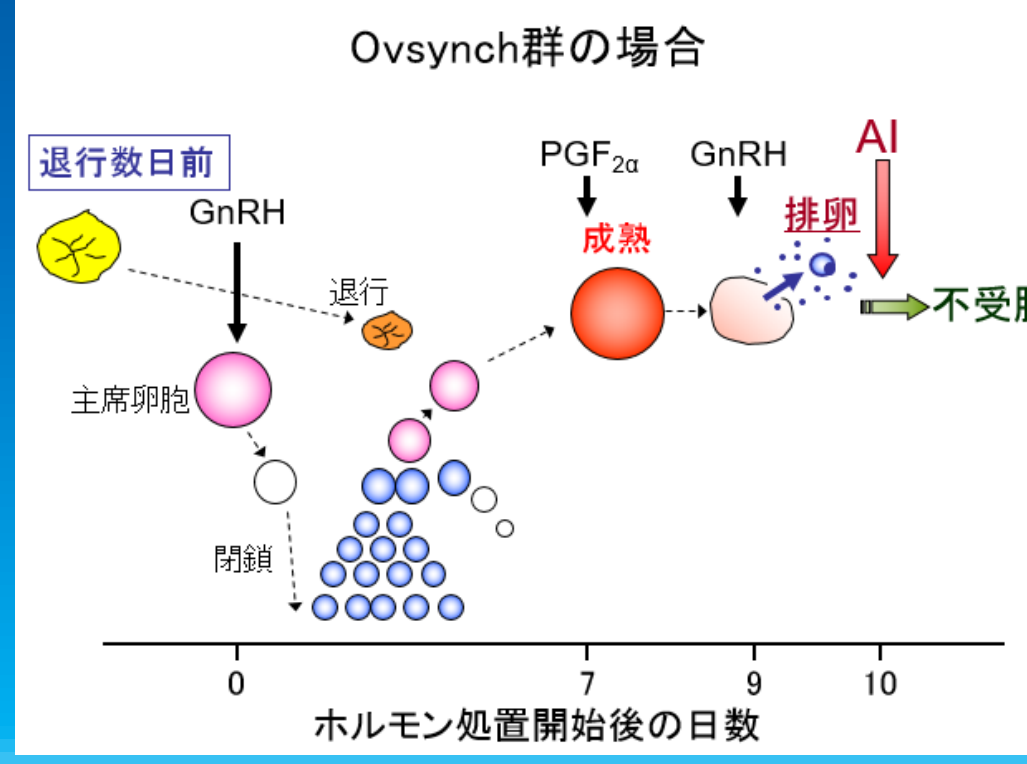 Ovsynch群の場合
退行数日前
GnRH
PGF2α
GnRH
AI
成熟
排卵
退行
主席卵胞
不受
閉鎖
0 7 9 10
ホルモン処置開始後の日数